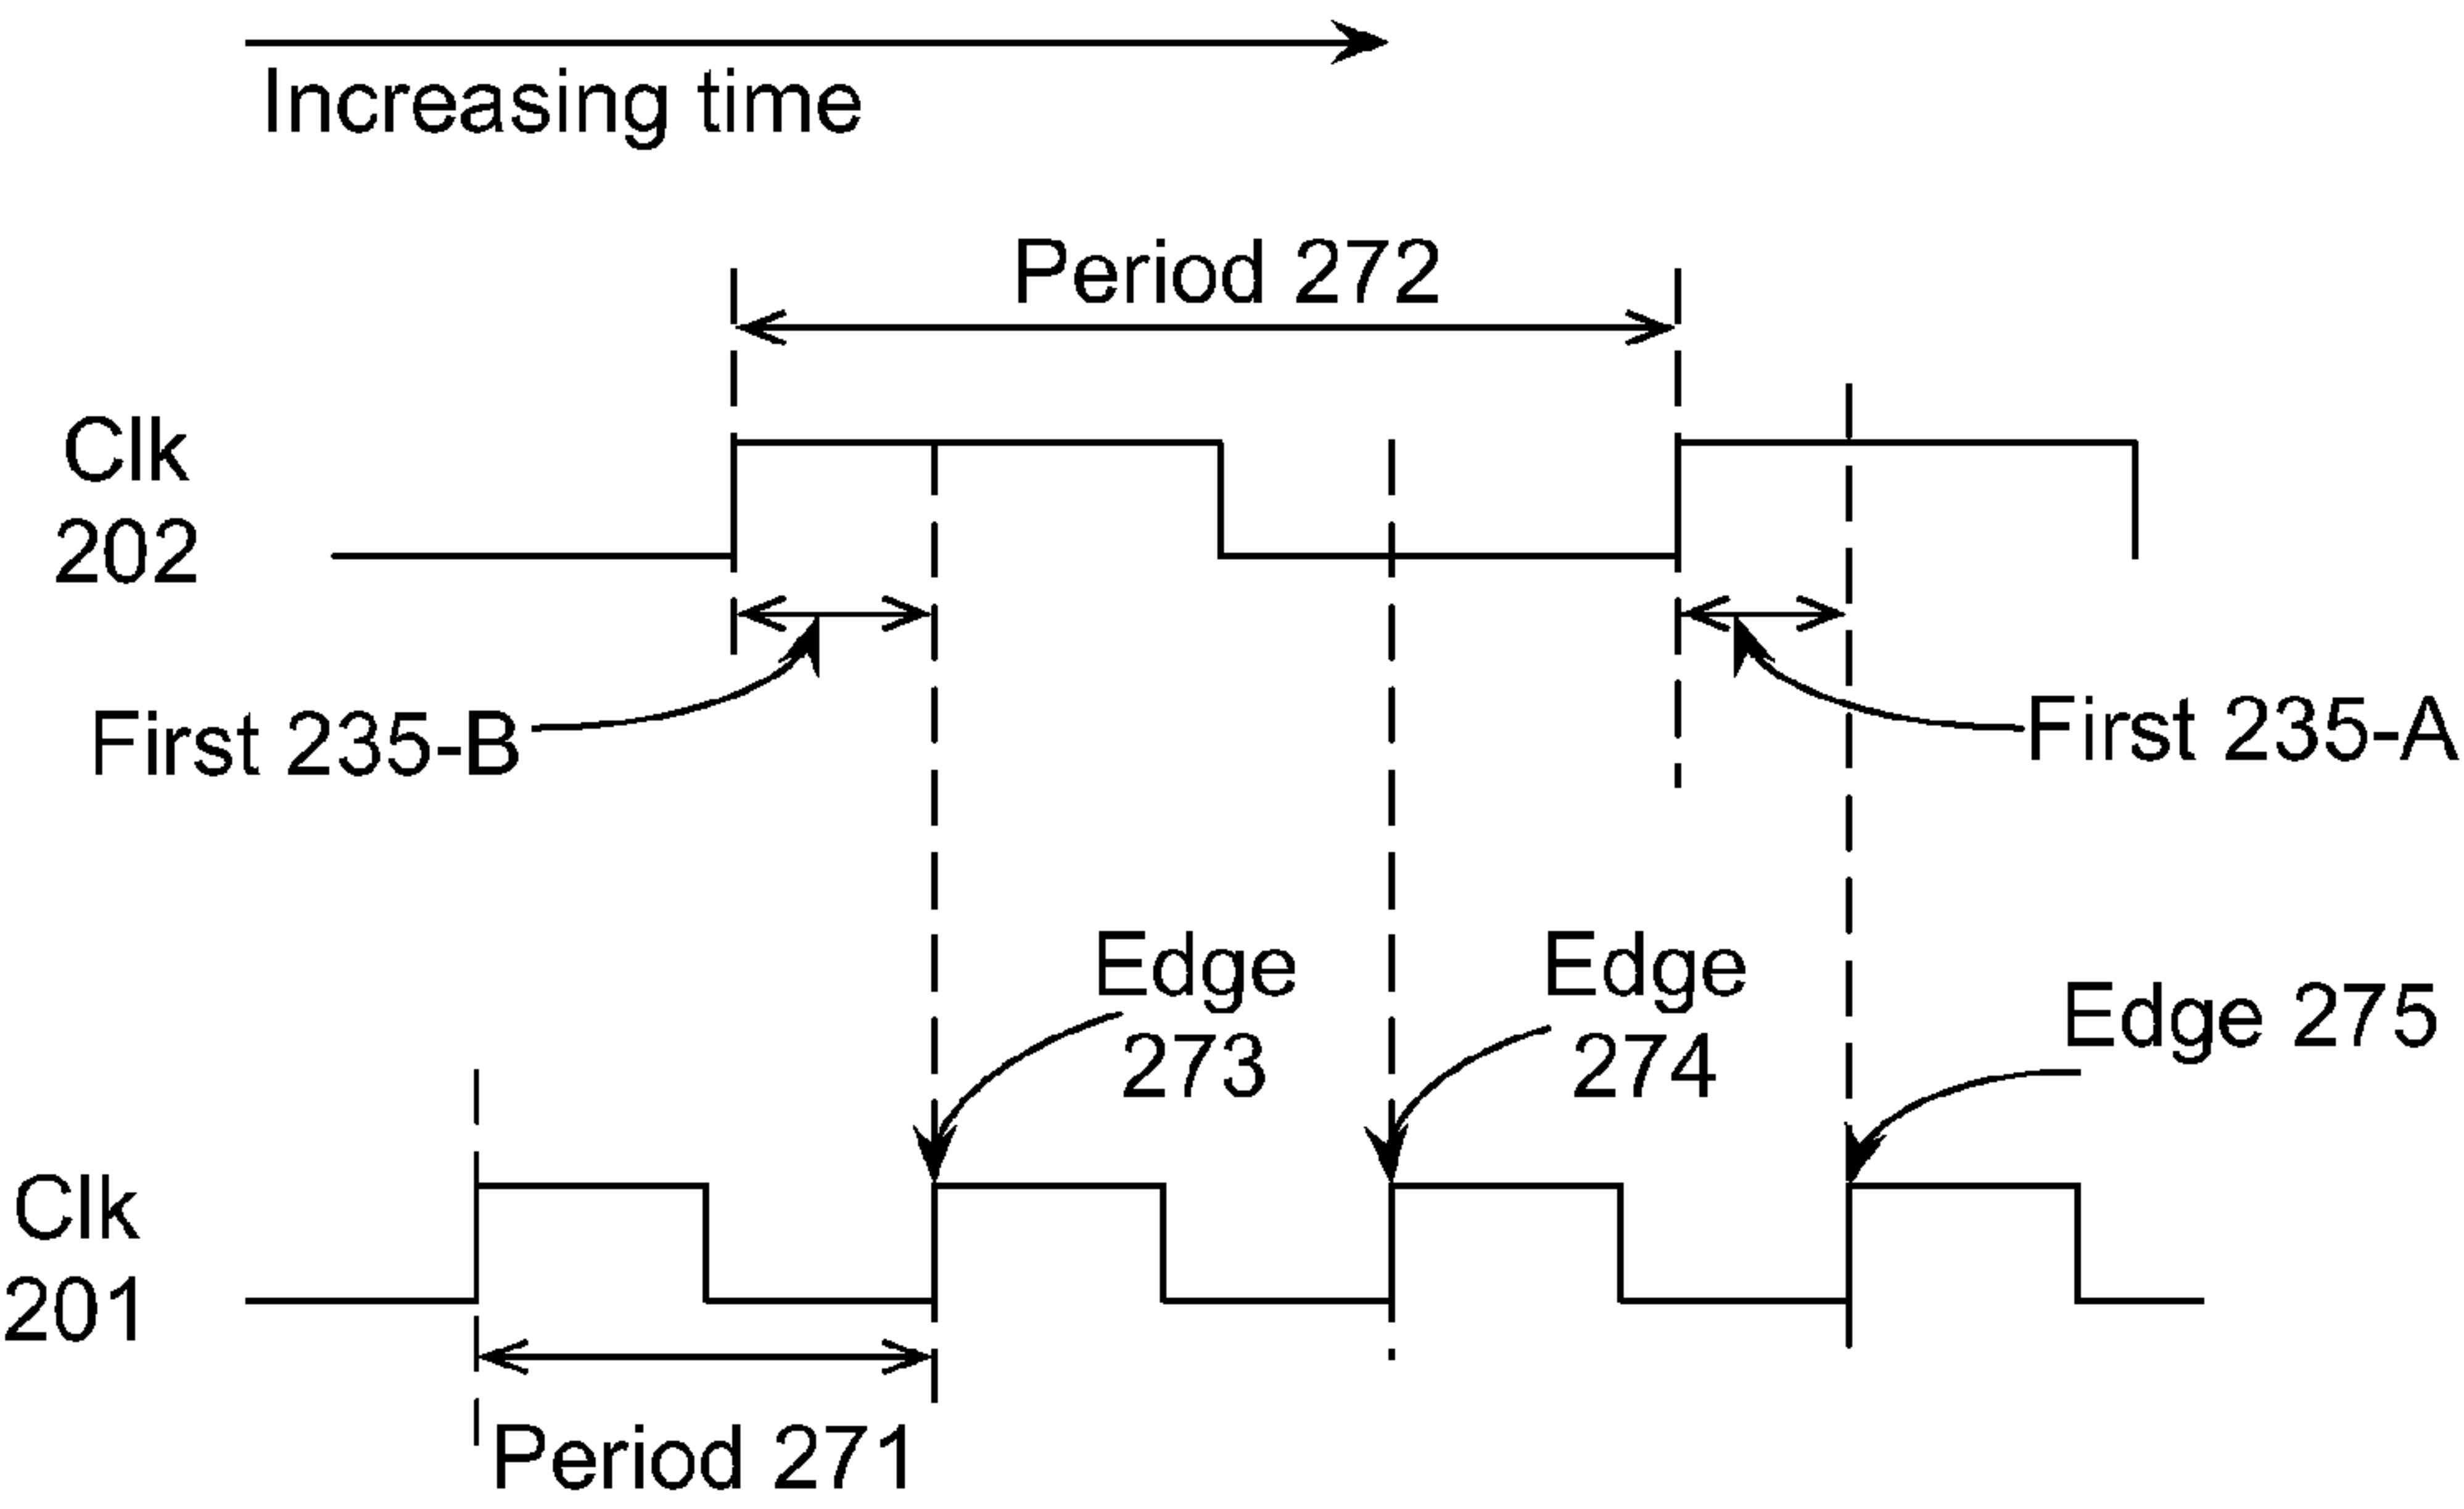 Increasing time
Period 272
Clk
202
First 235-B
First 235-A
Edge
273
Edge
274
Edge 275
Clk
201
Period 271